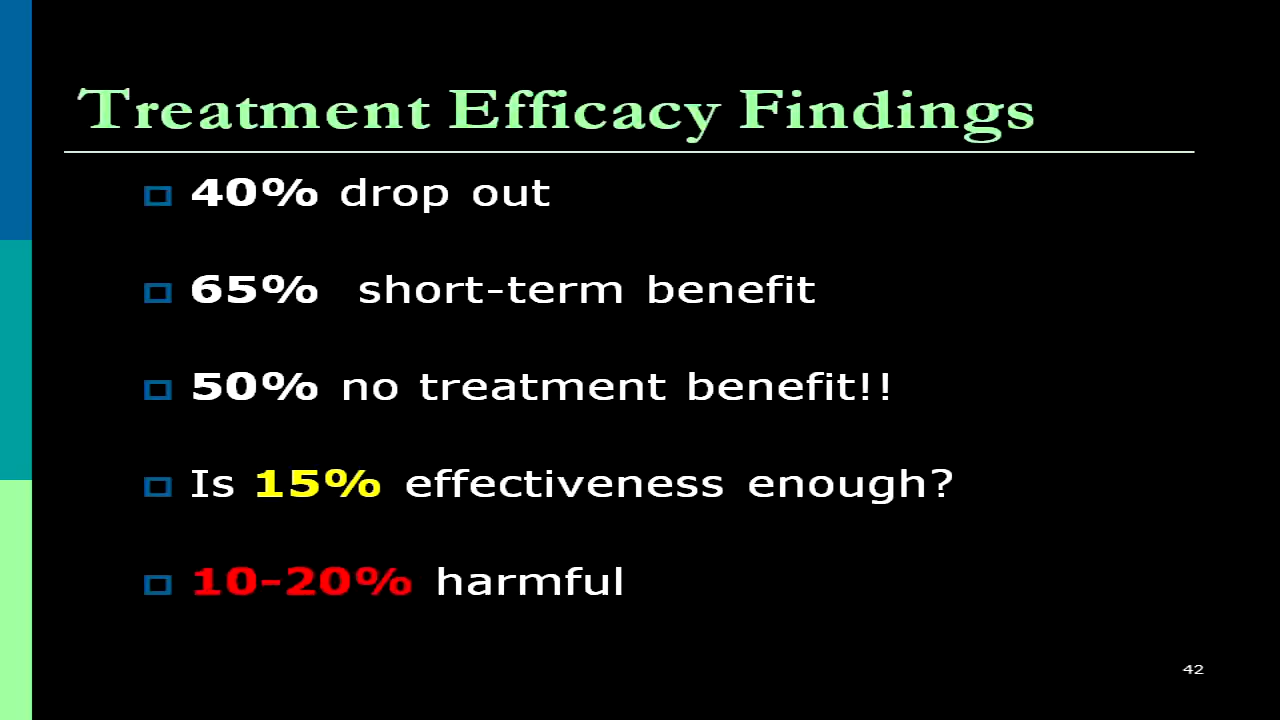 Treatment Efficacy Findings
40% drop out
65% short-term benefit
50% no treatment benefit!!
Is 15% effectiveness enough?
10-20% harmful
42